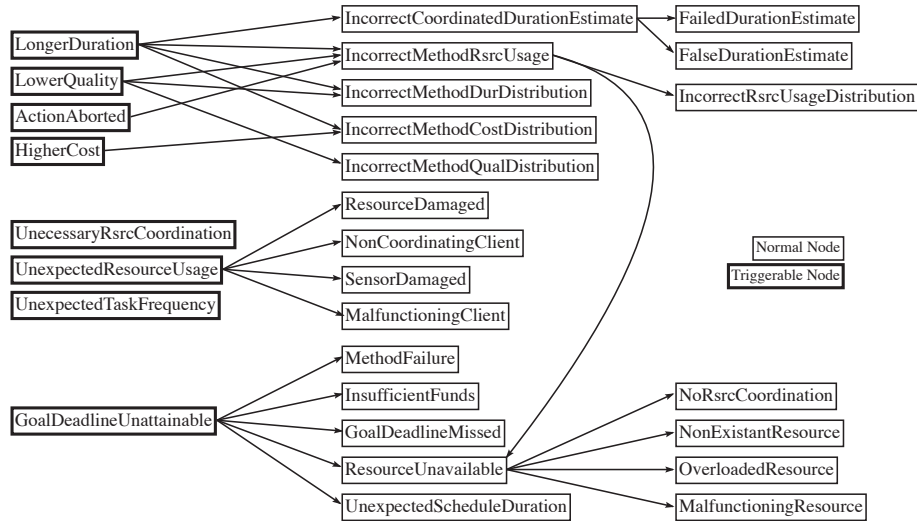 LongerDuration
LowerQuality
ActionAborted
HigherCost
IncorrectCoordinatedDurationEstimate
IncorrectMethodRsrcUsage
IncorrectMethodDurDistribution
IncorrectMethodCostDistribution
IncorrectMethodQualDistribution
FailedDurationEstimate
FalseDurationEstimate
IncorrectRsrcUsageDistribution
UnecessaryRsrcCoordination
UnexpectedResourceUsage
UnexpectedTaskFrequency
ResourceDamaged
NonCoordinatingClient
SensorDamaged
MalfunctioningClient
Normal Node
Triggerable Node
GoalDeadlineUnattainable
MethodFailure
InsufficientFunds
GoalDeadlineMissed
ResourceUnavailable
UnexpectedScheduleDuration
NoRsrcCoordination
NonExistantResource
OverloadedResource
MalfunctioningResource